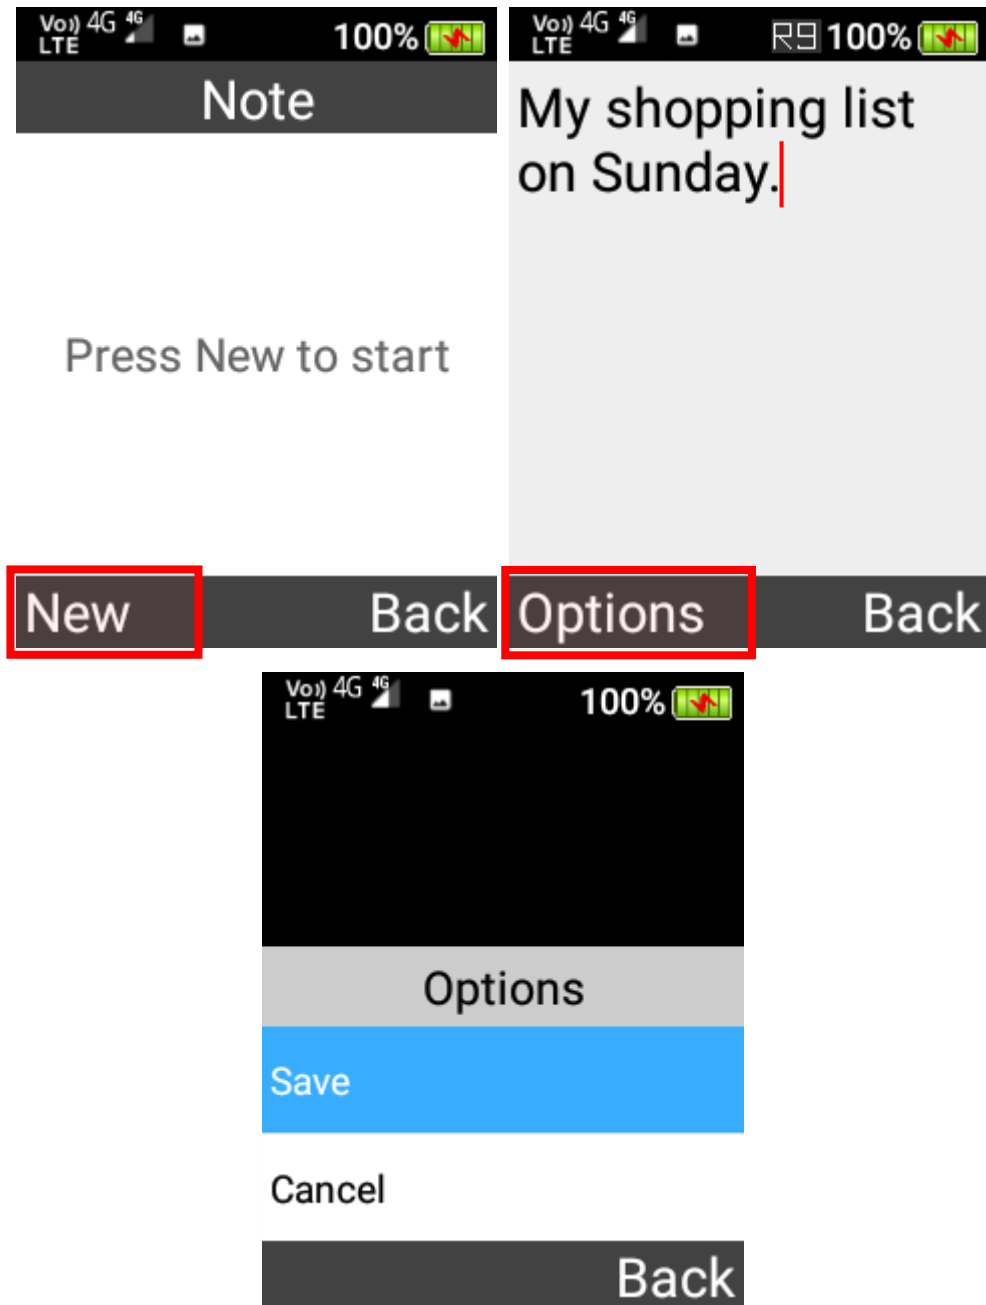 Vo)) 4G 4G 100%
LTE
Note
Press New to start
New Back
Vo)) 4G 4G R9 100%
LTE
My shopping list
on Sunday.
Options Back
Vo)) 4G 4G 100%
LTE
Options
Save
Cancel
Back